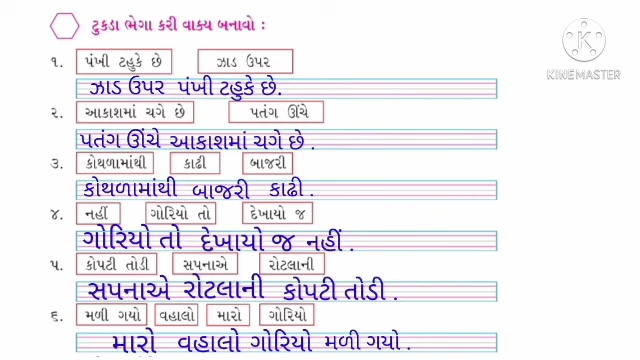 ટુકડા ભેગા કરી વાક્ય બનાવો :
૧. પંખી ટહુકે છે ઝાડ ઉપર
ઝાડ ઉપર પંખી ટહુકે છે.
૨. આકાશમાં ચગે છે પતંગ ઊંચે
પતંગ ઊંચે આકાશમાં ચગે છે .
૩. કોથળામાંથી કાઢી બાજરી
કોથળામાંથી બાજરી કાઢી .
૪. નહીં ગોરિયો તો દેખાયો જ
ગોરિયો તો દેખાયો જ નહીં .
૫. કોપટી તોડી સપનાએ રોટલાની
સપનાએ રોટલાની કોપટી તોડી .
૬. મળી ગયો વહાલો મારો ગોરિયો
મારો વહાલો ગોરિયો મળી ગયો .
KINEMASTER